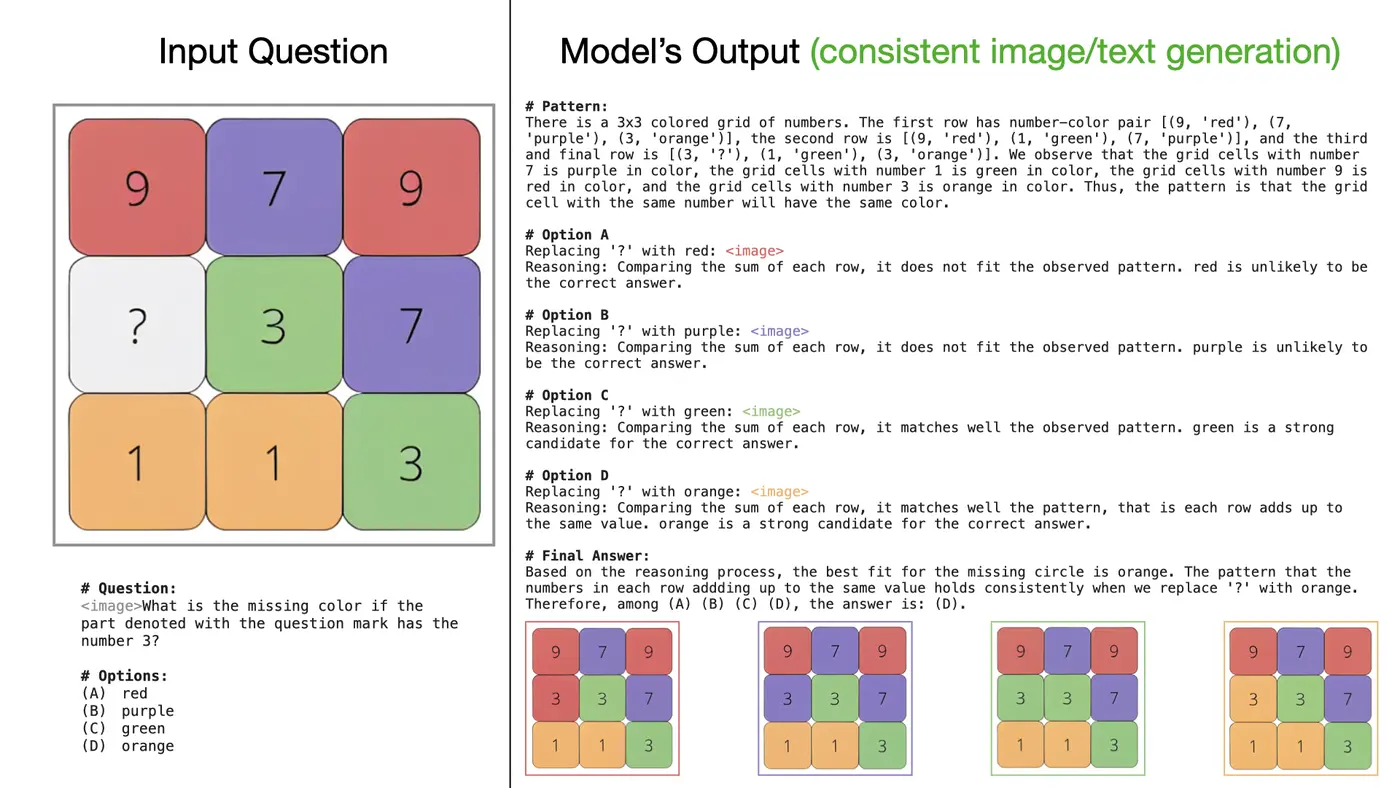 Input Question
9 7 9
? 3 7
1 1 3
# Question:
<image>What is the missing color if the
part denoted with the question mark has the
number 3?
# Options:
(A) red
(B) purple
(C) green
(D) orange
Model's Output (consistent image/text generation)
# Pattern:
There is a 3x3 colored grid of numbers. The first row has number-color pair [(9, 'red'), (7,
'purple'), (3, 'orange')], the second row is [(9, 'red'), (1, 'green'), (7, 'purple')], and the third
and final row is [(3, '?'), (1, 'green'), (3, 'orange')]. We observe that the grid cells with number
7 is purple in color, the grid cells with number 1 is green in color, the grid cells with number 9 is
red in color, and the grid cells with number 3 is orange in color. Thus, the pattern is that the grid
cell with the same number will have the same color.
# Option A
Replacing '?' with red: <image>
Reasoning: Comparing the sum of each row, it does not fit the observed pattern. red is unlikely to be
the correct answer.
# Option B
Replacing '?' with purple: <image>
Reasoning: Comparing the sum of each row, it does not fit the observed pattern. purple is unlikely to
be the correct answer.
# Option C
Replacing '?' with green: <image>
Reasoning: Comparing the sum of each row, it matches well the observed pattern. green is a strong
candidate for the correct answer.
# Option D
Replacing '?' with orange: <image>
Reasoning: Comparing the sum of each row, it matches well the pattern, that is each row adds up to
the same value. orange is a strong candidate for the correct answer.
# Final Answer:
Based on the reasoning process, the best fit for the missing circle is orange. The pattern that the
numbers in each row addding up to the same value holds consistently when we replace '?' with orange.
Therefore, among (A) (B) (C) (D), the answer is: (D).
9 7 9
3 3 7
1 1 3
9 7 9
3 3 7
1 1 3
9 7 9
3 3 7
1 1 3
9 7 9
3 3 7
1 1 3